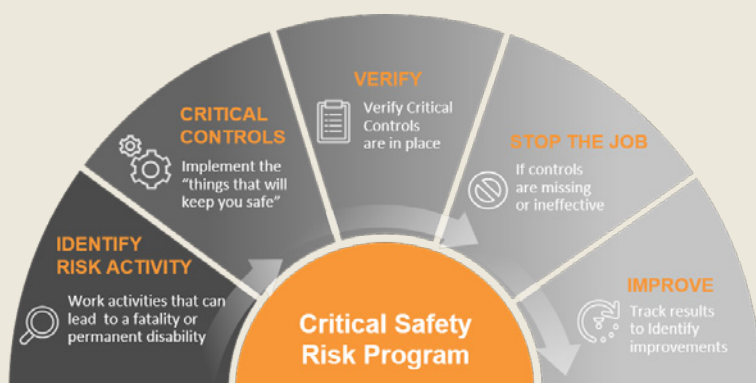 IDENTIFY
RISK ACTIVITY
Work activities that can
lead to a fatality or
permanent disability
CRITICAL
CONTROLS
Implement the
“things that will
keep you safe”
VERIFY
Verify Critical
Controls
are in place
STOP THE JOB
If controls
are missing
or ineffective
IMPROVE
Track results
to Identify
improvements
Critical Safety
Risk Program